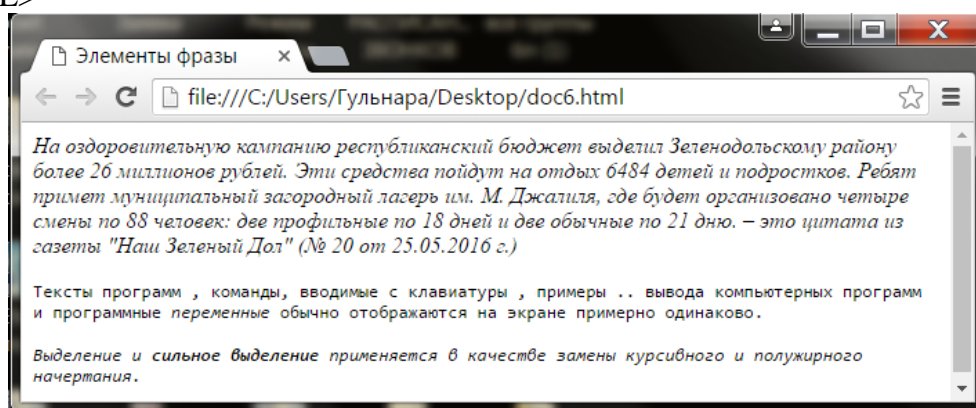 Элементы фразы
file:///C:/Users/Гульнара/Desktop/doc6.html
На оздоровительную кампанию республиканский бюджет выделил Зеленодольскому району
более 26 миллионов рублей. Эти средства пойдут на отдых 6484 детей и подростков. Ребят
примет муниципальный загородный лагерь им. М. Джалиля, где будет организовано четыре
смены по 88 человек: две профильные по 18 дней и две обычные по 21 дню. – это цитата из
газеты "Наш Зеленый Дол" (№ 20 от 25.05.2016 г.)
Тексты программ , команды, вводимые с клавиатуры , примеры .. вывода компьютерных программ
и программные переменные обычно отображаются на экране примерно одинаково.
Выделение и сильное выделение применяется в качестве замены курсивного и полужирного
начертания.